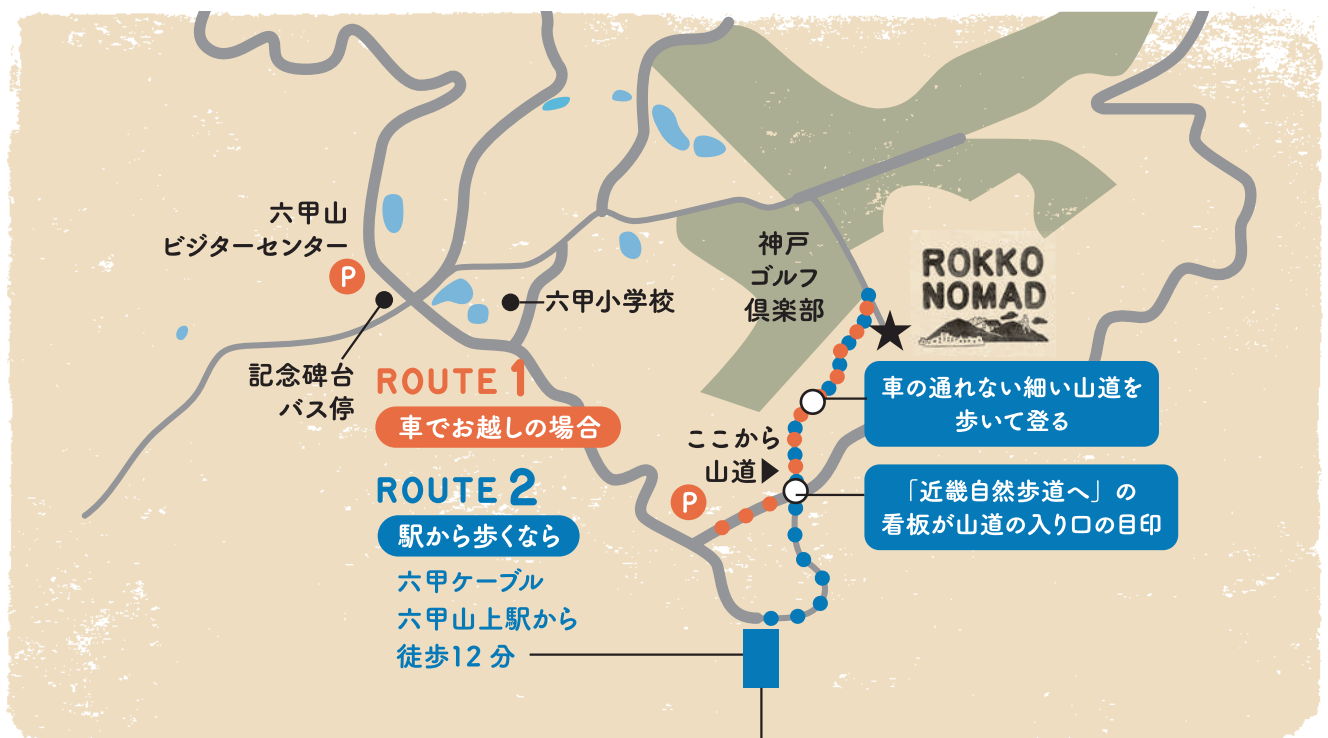 六甲山
ビジターセンター
P
記念碑台
バス停
六甲小学校
神戸
ゴルフ
倶楽部
ROKKO
NOMAD
ROUTE 1
車でお越しの場合
ROUTE 2
駅から歩くなら
六甲ケーブル
六甲山上駅から
徒歩12 分
ここから
山道▶
P
車の通れない細い山道を
歩いて登る
「近畿自然歩道へ」の
看板が山道の入り口の目印